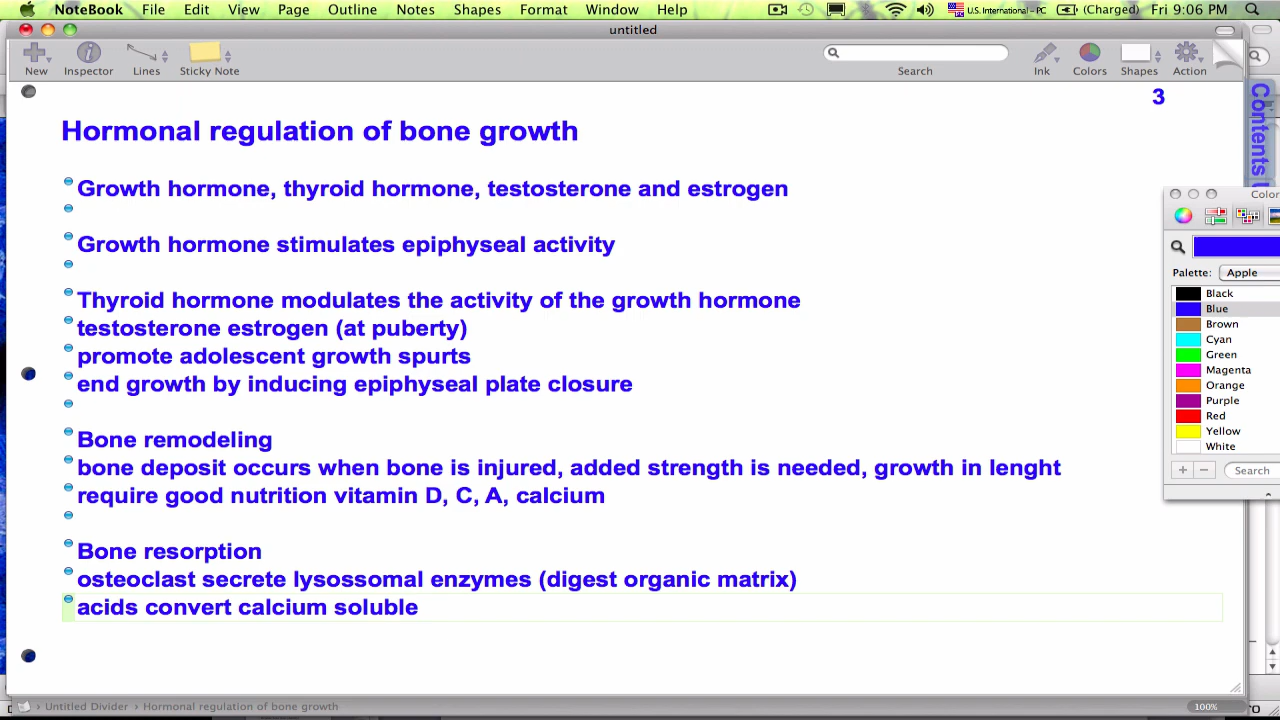 NoteBook File Edit View Page Outline Notes Shapes Format Window Help U.S. International - PC (Charged) Fri 9:06 PM
untitled
New Inspector Lines Sticky Note Search Ink Colors Shapes Action
3
Contents
Hormonal regulation of bone growth
Growth hormone, thyroid hormone, testosterone and estrogen
Growth hormone stimulates epiphyseal activity
Thyroid hormone modulates the activity of the growth hormone
testosterone estrogen (at puberty)
promote adolescent growth spurts
end growth by inducing epiphyseal plate closure
Bone remodeling
bone deposit occurs when bone is injured, added strength is needed, growth in lenght
require good nutrition vitamin D, C, A, calcium
Bone resorption
osteoclast secrete lysossomal enzymes (digest organic matrix)
acids convert calcium soluble
Color
Palette: Apple
Black
Blue
Brown
Cyan
Green
Magenta
Orange
Purple
Red
Yellow
White
Search
Untitled Divider › Hormonal regulation of bone growth
100%